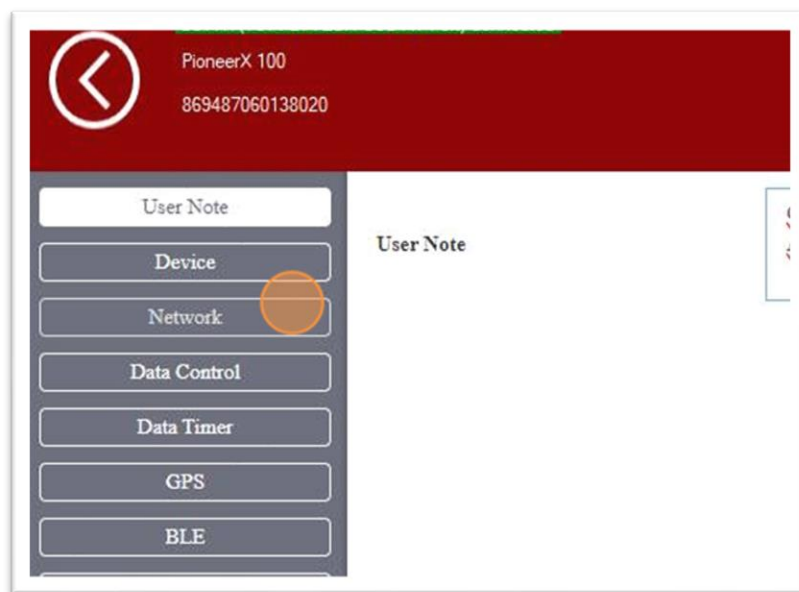 PioneerX 100
869487060138020
User Note
Device
User Note
Network
Data Control
Data Timer
GPS
BLE